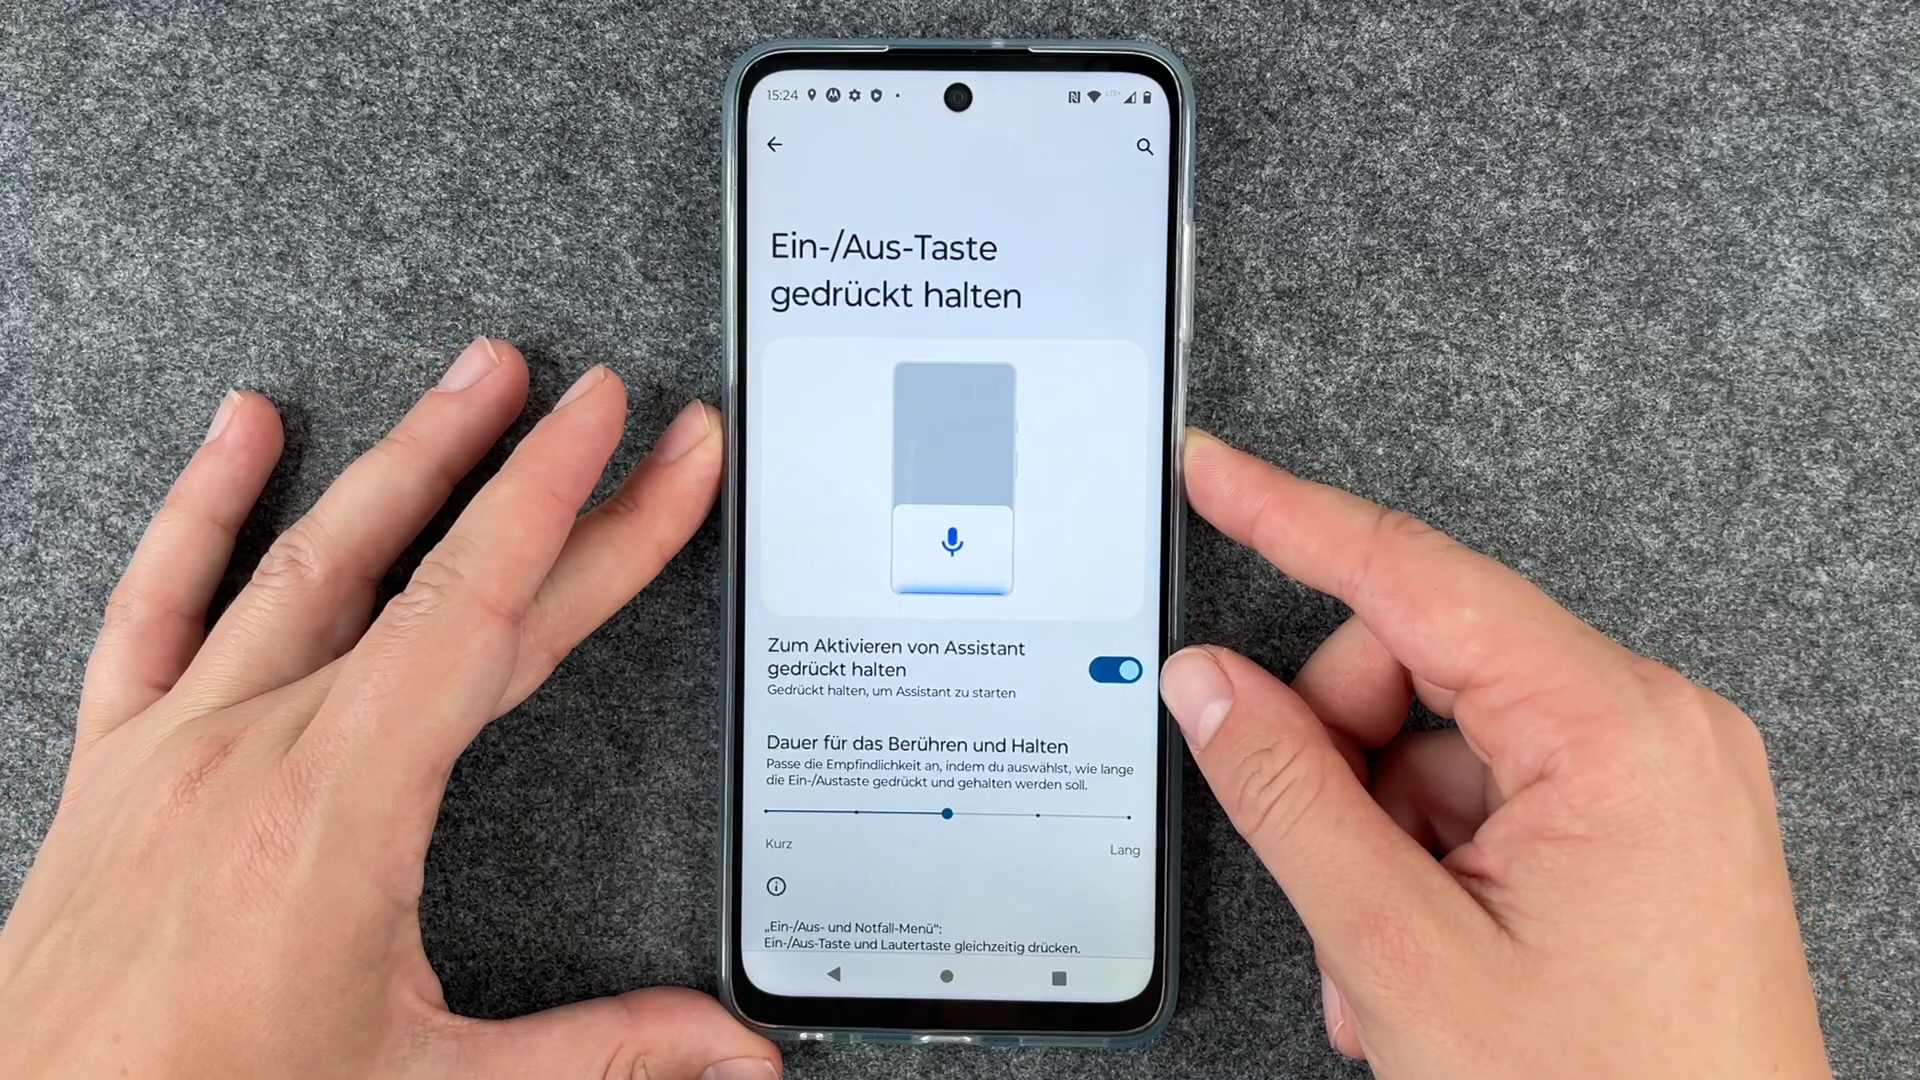 15:24 LTE+
Ein-/Aus-Taste
gedrückt halten
Zum Aktivieren von Assistant
gedrückt halten
Gedrückt halten, um Assistant zu starten
Dauer für das Berühren und Halten
Passe die Empfindlichkeit an, indem du auswählst, wie lange
die Ein-/Austaste gedrückt und gehalten werden soll.
Kurz Lang
„Ein-/Aus- und Notfall-Menü“:
Ein-/Aus-Taste und Lautertaste gleichzeitig drücken.